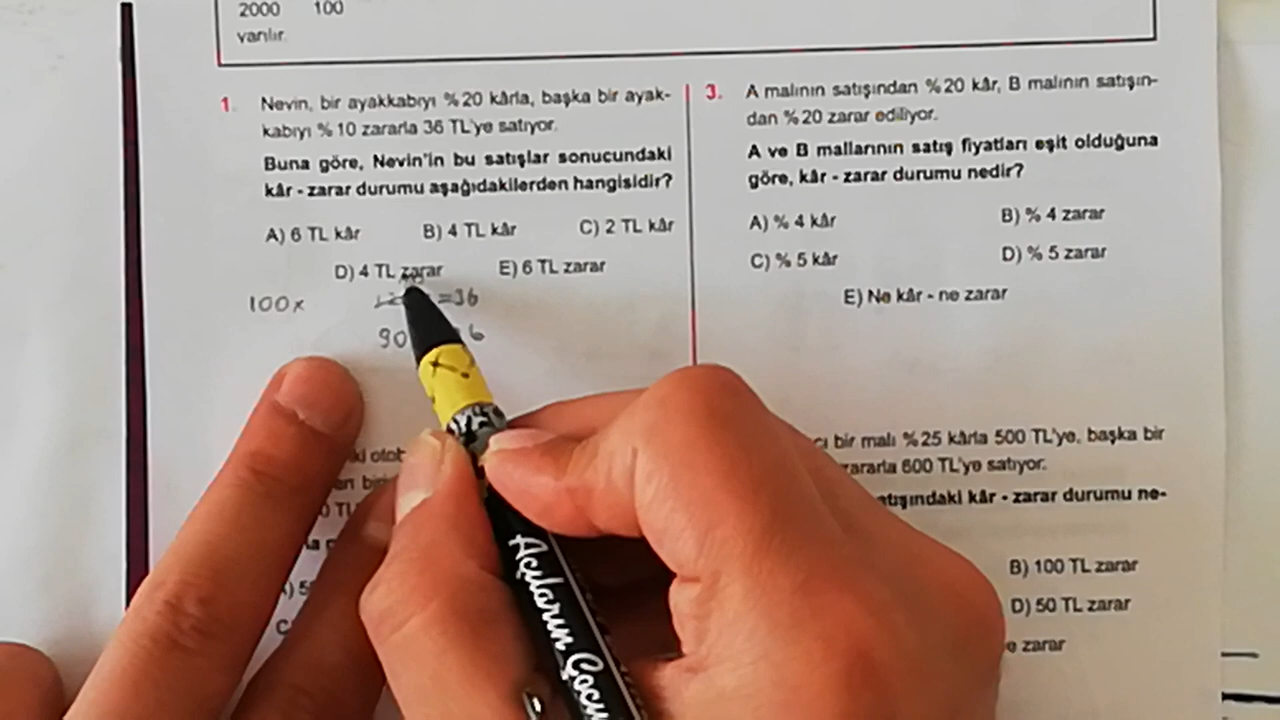 2000 100
yanılır.
1. Nevin, bir ayakkabıyı %20 kârla, başka bir ayak-
kabıyı %10 zararla 36 TL'ye satıyor.
Buna göre, Nevin'in bu satışlar sonucundaki
kâr - zarar durumu aşağıdakilerden hangisidir?
A) 6 TL kâr B) 4 TL kâr C) 2 TL kâr
D) 4 TL zarar E) 6 TL zarar
100x =36
90 6
3. A malının satışından %20 kâr, B malının satışın-
dan %20 zarar ediliyor.
A ve B mallarının satış fiyatları eşit olduğuna
göre, kâr - zarar durumu nedir?
A) % 4 kâr B) % 4 zarar
C) % 5 kâr D) % 5 zarar
E) Ne kâr - ne zarar
bir malı %25 kârla 500 TL'ye, başka bir
600 TL'ye satıyor.
kâr - zarar durumu ne-
B) 100 TL zarar
D) 50 TL zarar
zarar
Açıların Çocu